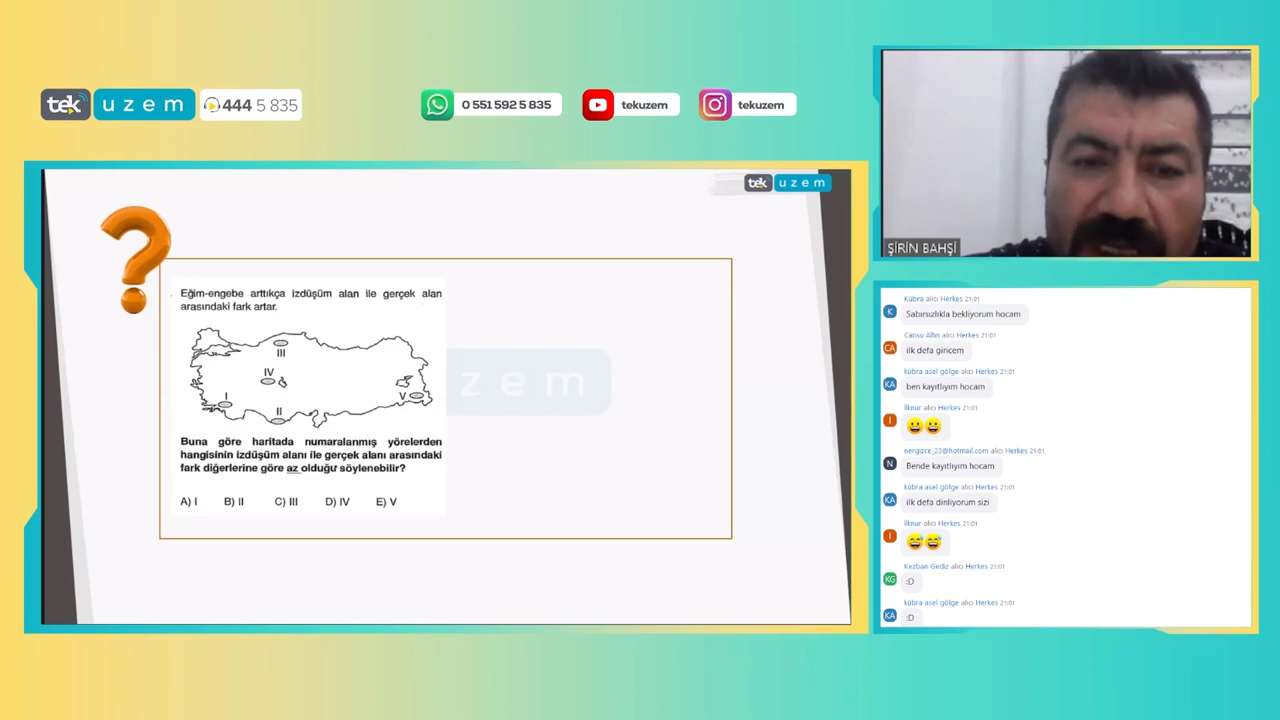 tek uzem 444 5 835
0 551 592 5 835
tekuzem
tekuzem
tek uzem
ŞİRİN BAHŞİ
Eğim-engebe arttıkça izdüşüm alan ile gerçek alan
arasındaki fark artar.
III
IV
I
II
V
zem
Buna göre haritada numaralanmış yörelerden
hangisinin izdüşüm alanı ile gerçek alanı arasındaki
fark diğerlerine göre az olduğu söylenebilir?
A) I B) II C) III D) IV E) V
Kübra alıcı Herkes 21:01
K Sabırsızlıkla bekliyorum hocam
Cansu Altın alıcı Herkes 21:01
CA ilk defa giricem
kübra asel gölge alıcı Herkes 21:01
KA ben kayıtlıyım hocam
İlknur alıcı Herkes 21:01
İ 😀😀
nergizce_23@hotmail.com alıcı Herkes 21:01
N Bende kayıtlıyım hocam
kübra asel gölge alıcı Herkes 21:01
KA ilk defa dinliyorum sizi
İlknur alıcı Herkes 21:01
İ 😅😅
Kezban Gediz alıcı Herkes 21:01
KG :D
kübra asel gölge alıcı Herkes 21:01
KA :D